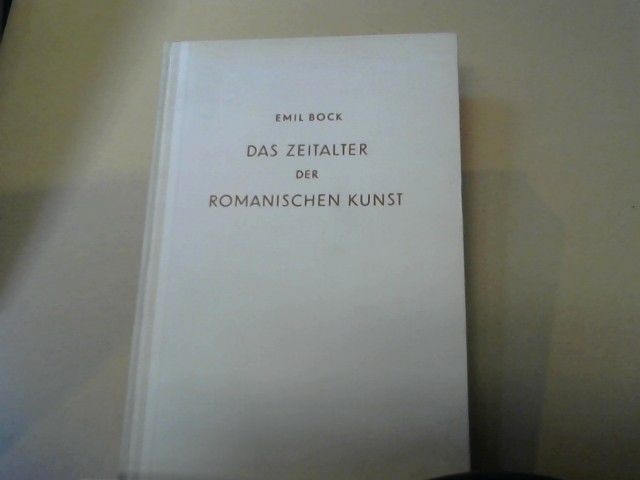 EMIL BOCK
DAS ZEITALTER
DER
ROMANISCHEN KUNST